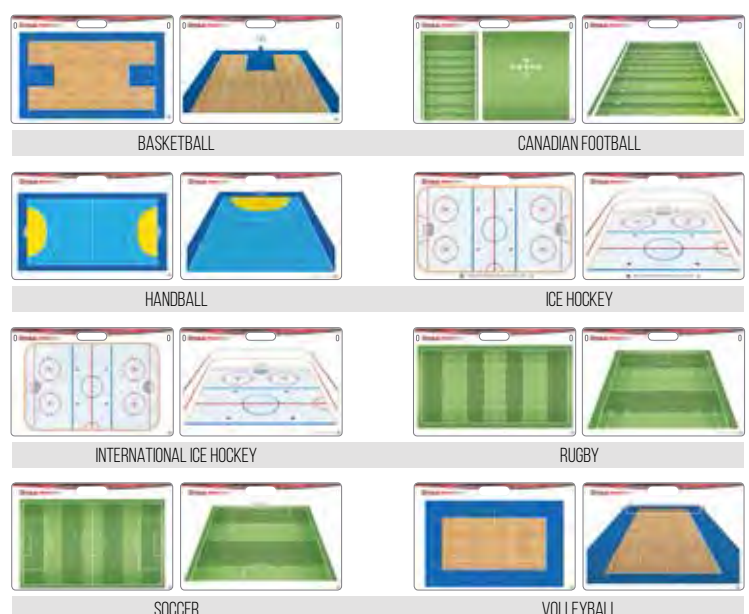 BASKETBALL
CANADIAN FOOTBALL
HANDBALL
ICE HOCKEY
INTERNATIONAL ICE HOCKEY
RUGBY
SOCCER
VOLLEYBALL